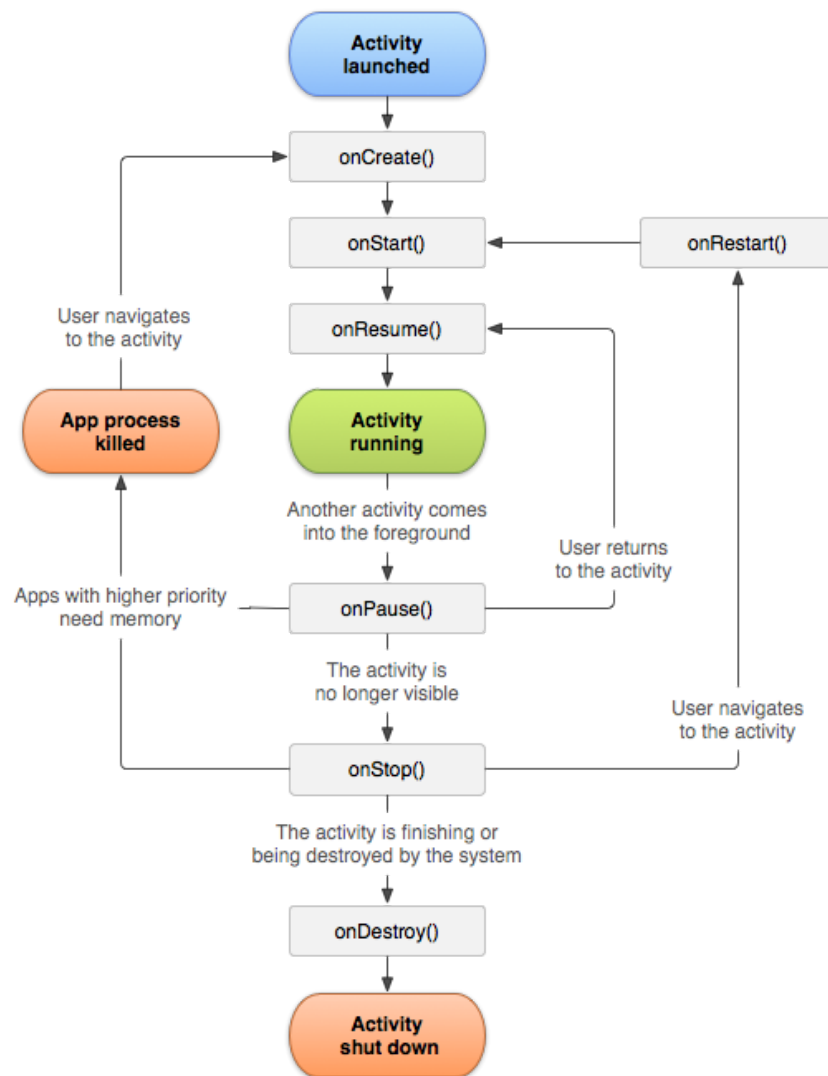 Activity
launched
onCreate()
onStart()
onRestart()
onResume()
User navigates
to the activity
App process
killed
Activity
running
Another activity comes
into the foreground
User returns
to the activity
Apps with higher priority
need memory
onPause()
The activity is
no longer visible
User navigates
to the activity
onStop()
The activity is finishing or
being destroyed by the system
onDestroy()
Activity
shut down